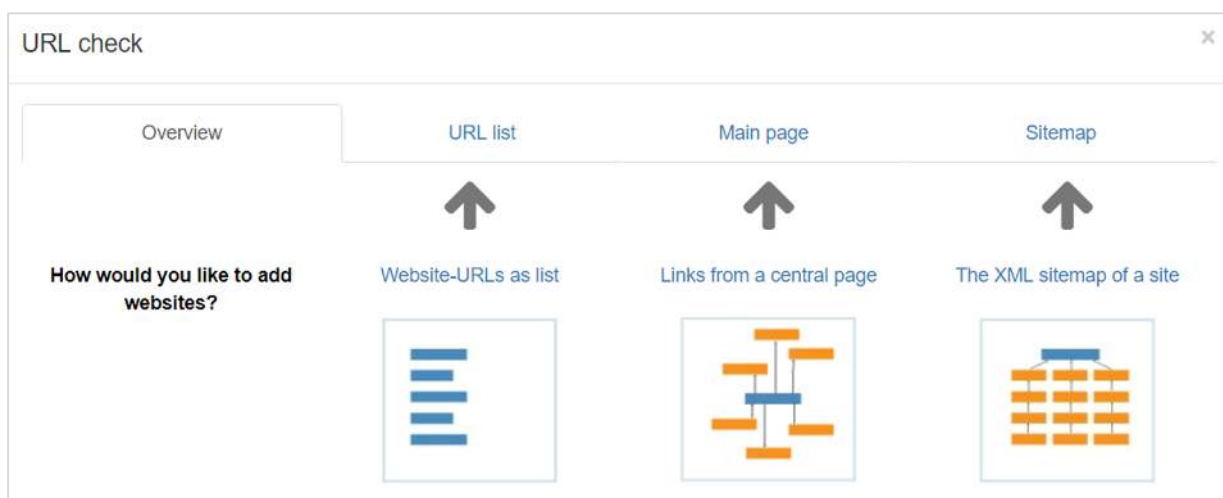 URL check
×
Overview
URL list
Main page
Sitemap
How would you like to add
websites?
Website-URLs as list
Links from a central page
The XML sitemap of a site